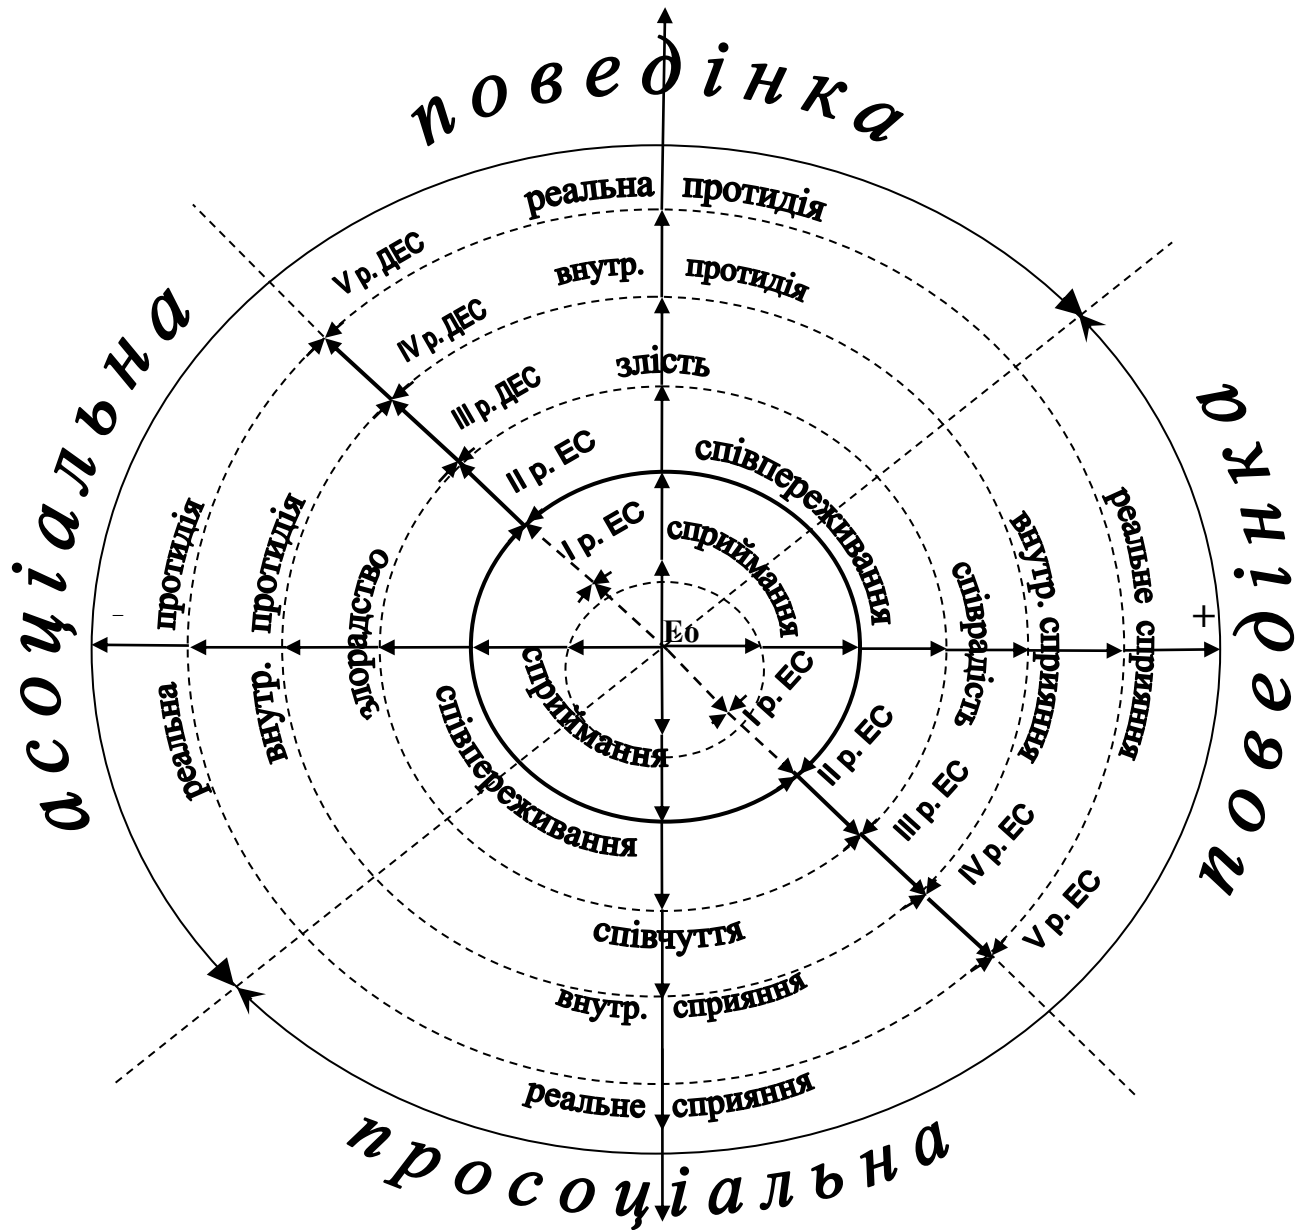 асоціальна поведінка
реальна протидія
внутр. протидія
злість
V р. ДЕС
IV р. ДЕС
III р. ДЕС
II р. ЕС
I р. ЕС
співпереживання
сприймання
реальна протидія
внутр. протидія
злорадство
–
Ео
+
співрадість
внутр. сприяння
реальне сприяння
сприймання
співпереживання
I р. ЕС
II р. ЕС
III р. ЕС
IV р. ЕС
V р. ЕС
співчуття
внутр. сприяння
реальне сприяння
просоціальна поведінка